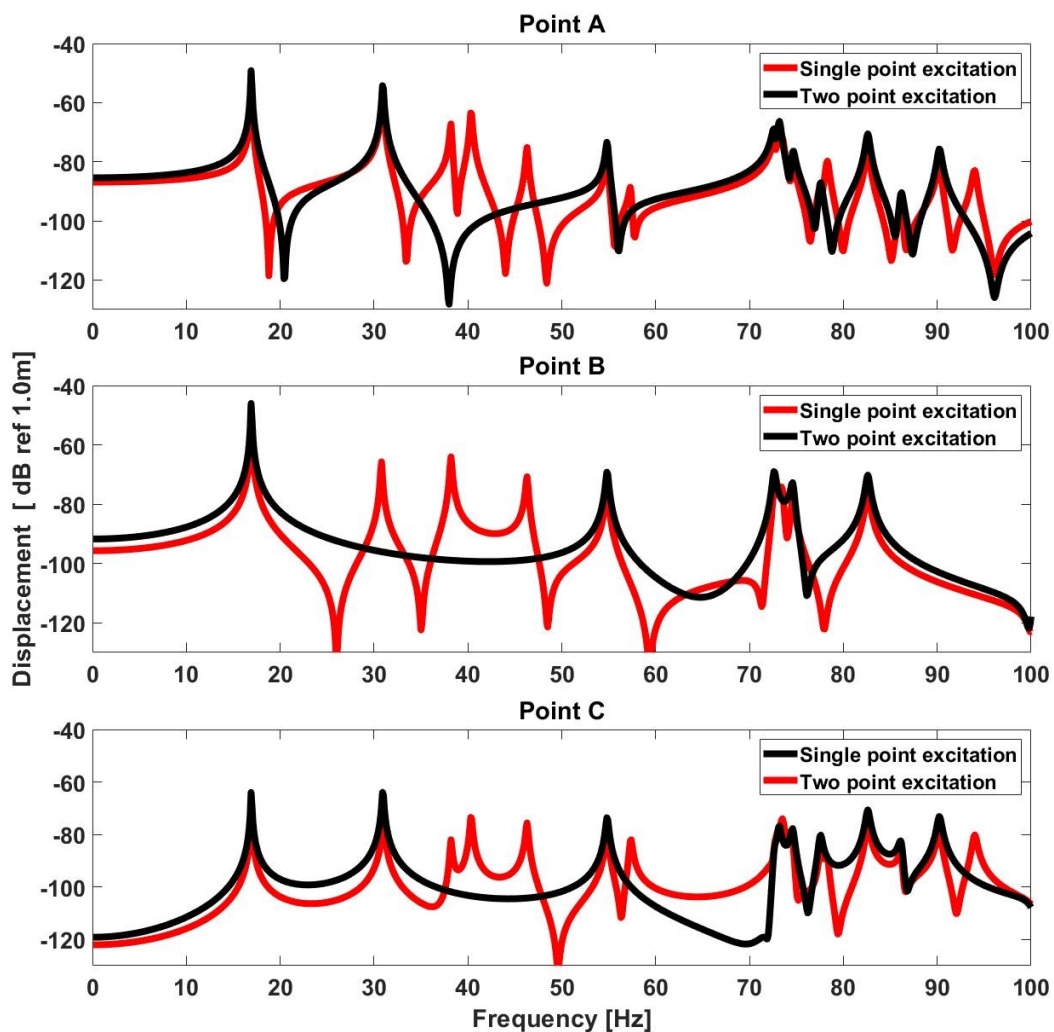 Point A
-40
-60
-80
-100
-120
Single point excitation
Two point excitation
0 10 20 30 40 50 60 70 80 90 100
Point B
-40
-60
-80
-100
-120
Single point excitation
Two point excitation
0 10 20 30 40 50 60 70 80 90 100
Displacement [ dB ref 1.0m]
Point C
-40
-60
-80
-100
-120
Single point excitation
Two point excitation
0 10 20 30 40 50 60 70 80 90 100
Frequency [Hz]